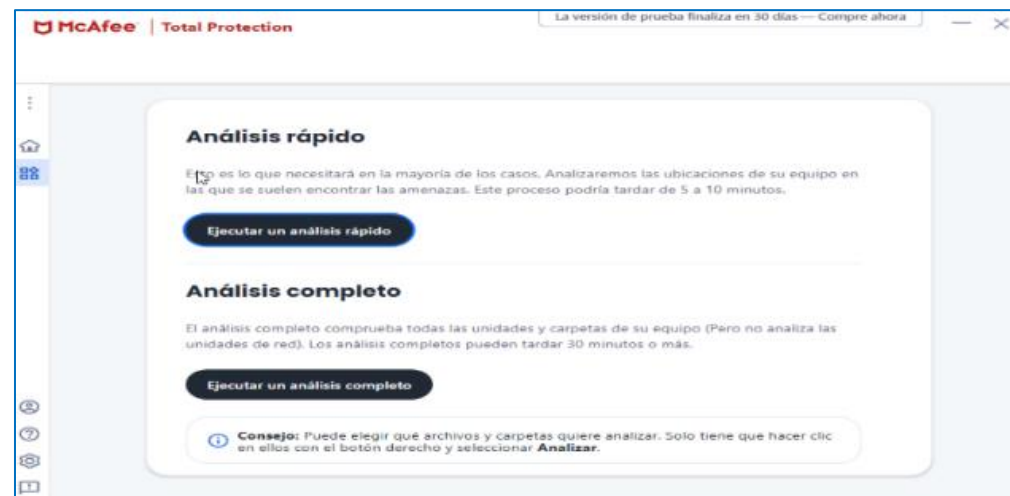 McAfee | Total Protection
La versión de prueba finaliza en 30 días — Compre ahora
Análisis rápido
Esto es lo que necesitará en la mayoría de los casos. Analizaremos las ubicaciones de su equipo en
las que se suelen encontrar las amenazas. Este proceso podría tardar de 5 a 10 minutos.
Ejecutar un análisis rápido
Análisis completo
El análisis completo comprueba todas las unidades y carpetas de su equipo (Pero no analiza las
unidades de red). Los análisis completos pueden tardar 30 minutos o más.
Ejecutar un análisis completo
Consejo: Puede elegir qué archivos y carpetas quiere analizar. Solo tiene que hacer clic
en ellos con el botón derecho y seleccionar Analizar.